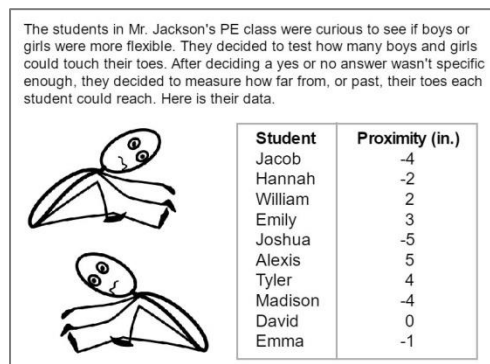 The students in Mr. Jackson's PE class were curious to see if boys or
girls were more flexible. They decided to test how many boys and girls
could touch their toes. After deciding a yes or no answer wasn't specific
enough, they decided to measure how far from, or past, their toes each
student could reach. Here is their data.
Student Proximity (in.)
Jacob -4
Hannah -2
William 2
Emily 3
Joshua -5
Alexis 5
Tyler 4
Madison -4
David 0
Emma -1